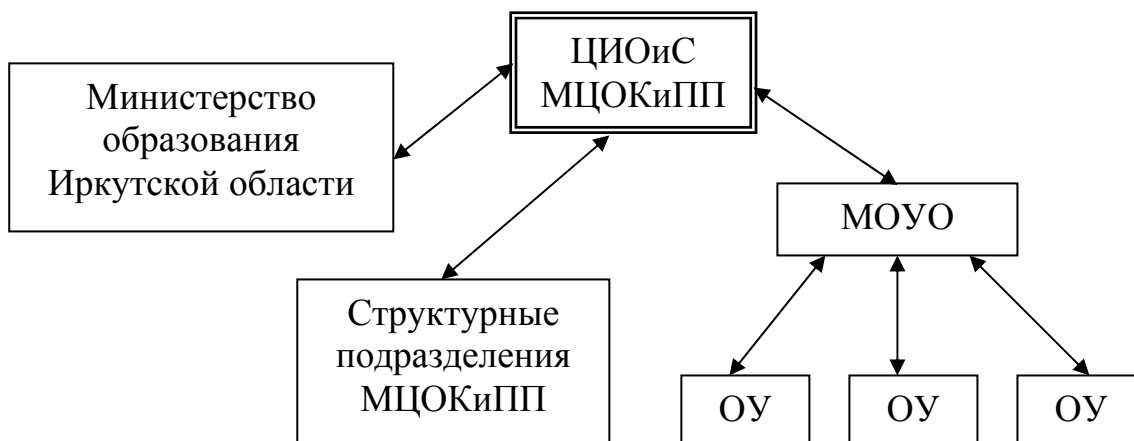 ЦИОиС
МЦОКиПП
Министерство
образования
Иркутской области
МОУО
Структурные
подразделения
МЦОКиПП
ОУ
ОУ
ОУ